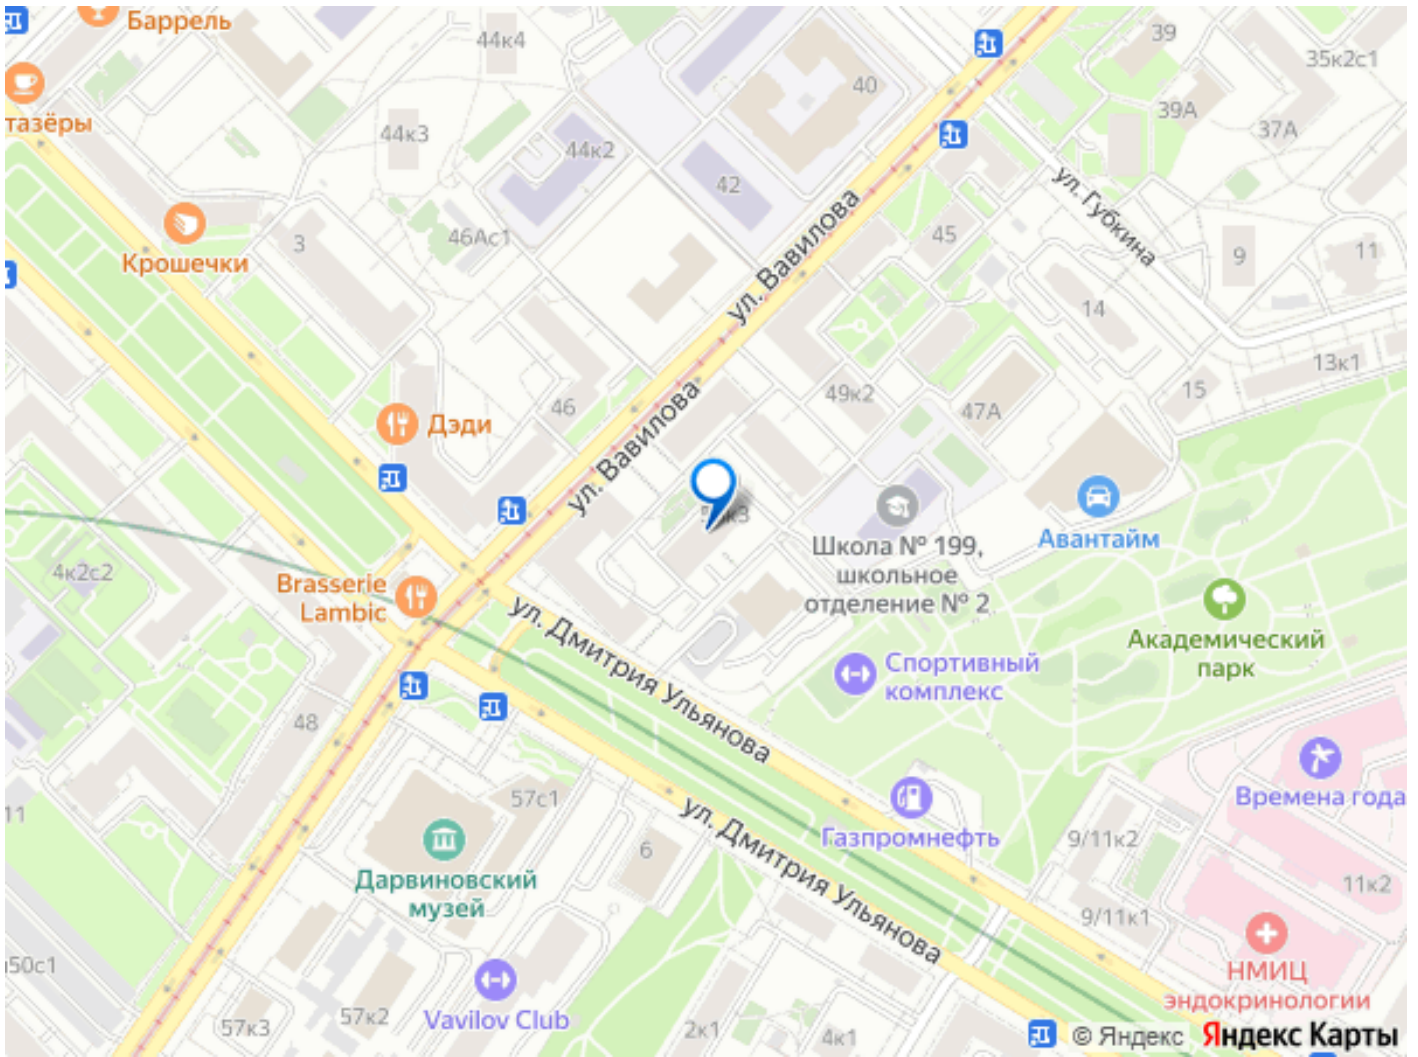 Баррель
44к4
39
35к2с1
40
39А
37А
тазёры
44к3
44к2
42
ул. Губкина
3
46Ас1
Крошечки
ул. Вавилова
45
9
11
14
13к1
15
49к2
47А
46
Дэди
ул. Вавилова
Школа № 199,
школьное
отделение № 2
Авантайм
4к2с2
Brasserie
Lambic
ул. Дмитрия Ульянова
Академический
парк
Спортивный
комплекс
48
57с1
11
Времена года
Газпромнефть
9/11к2
ул. Дмитрия Ульянова
6
Дарвиновский
музей
11к2
9/11к1
50с1
НМИЦ
эндокринологии
Vavilov Club
57к3
57к2
2к1
4к1
© Яндекс
Яндекс Карты